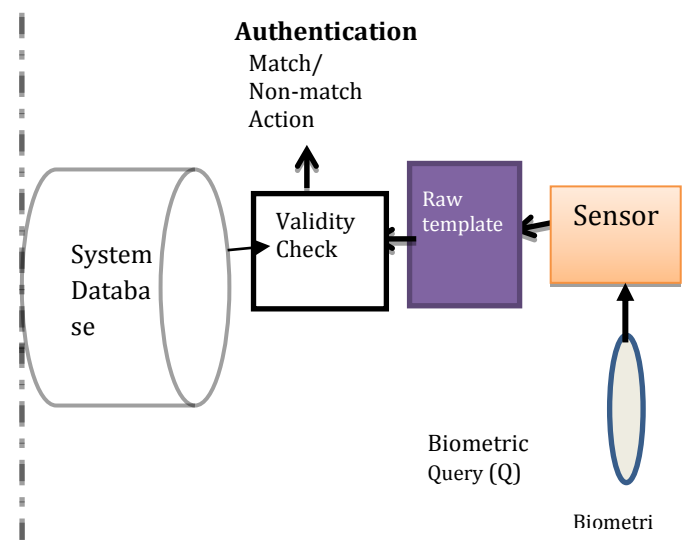 Authentication
Match/
Non-match
Action
System
Databa
se
Validity
Check
Raw
template
Sensor
Biometric
Query (Q)
Biometri